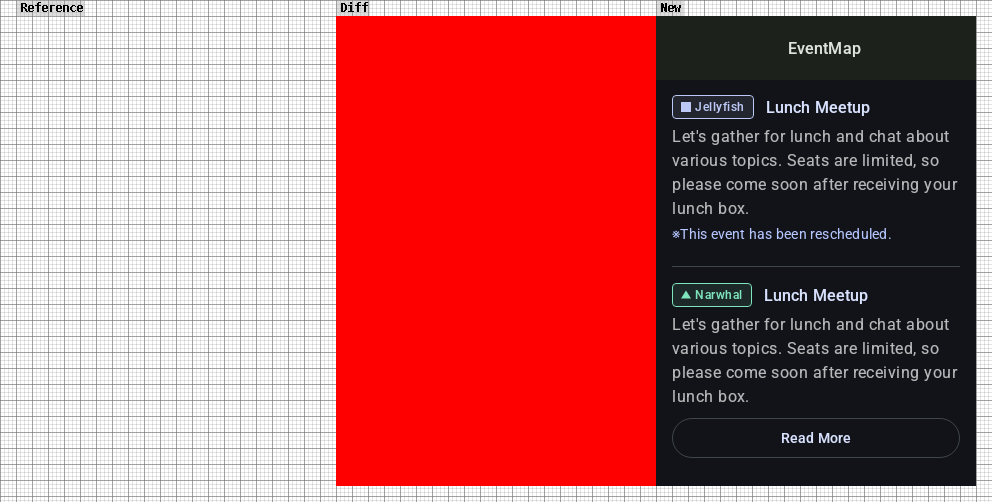 Reference
Diff
New
EventMap
Jellyfish Lunch Meetup
Let's gather for lunch and chat about
various topics. Seats are limited, so
please come soon after receiving your
lunch box.
※This event has been rescheduled.
Narwhal Lunch Meetup
Let's gather for lunch and chat about
various topics. Seats are limited, so
please come soon after receiving your
lunch box.
Read More